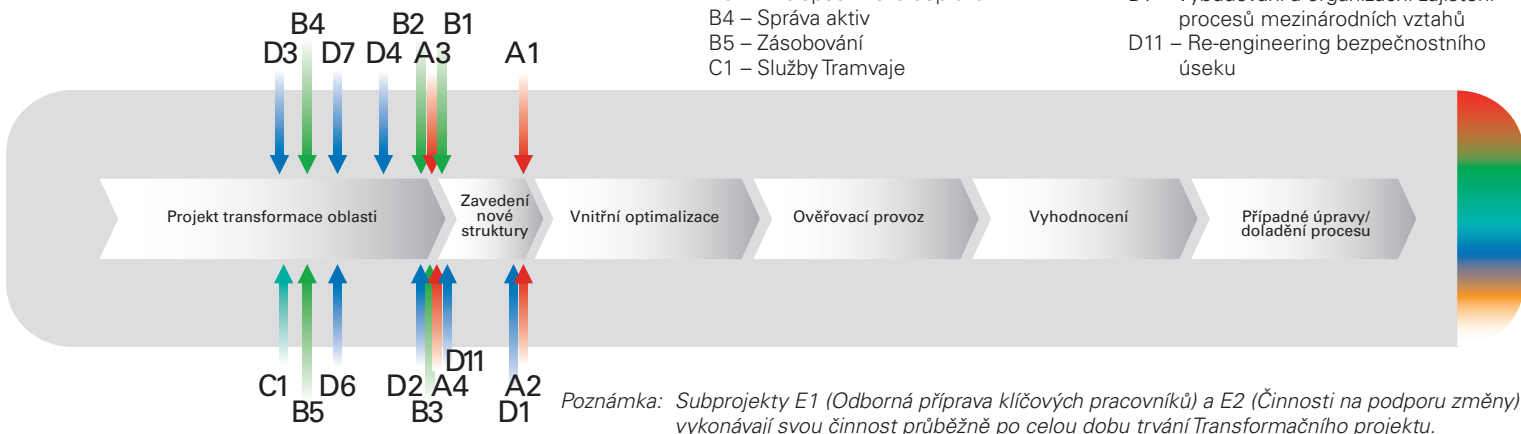 B4 – Správa aktiv
B5 – Zásobování
C1 – Služby Tramvaje
procesů mezinárodních vztahů
D11 – Re-engineering bezpečnostního
úseku
B4 B2 B1
D3 D7 D4 A3 A1
Projekt transformace oblasti
Zavedení
nové
struktury
Vnitřní optimalizace
Ověřovací provoz
Vyhodnocení
Případné úpravy/
doladění procesu
D11
C1 D6 D2 A4 A2
B5 B3 D1
Poznámka: Subprojekty E1 (Odborná příprava klíčových pracovníků) a E2 (Činnosti na podporu změny)
vykonávají svou činnost průběžně po celou dobu trvání Transformačního projektu.